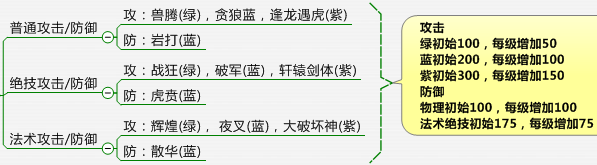 普通攻击/防御
攻：兽腾(绿)，贪狼蓝，逢龙遇虎(紫)
防：岩打(蓝)
绝技攻击/防御
攻：战狂(绿)，破军(蓝)，轩辕剑体(紫)
防：虎贲(蓝)
法术攻击/防御
攻：辉煌(绿)， 夜叉(蓝)，大破坏神(紫)
防：散华(蓝)
攻击
绿初始100，每级增加50
蓝初始200，每级增加100
紫初始300，每级增加150
防御
物理初始100，每级增加100
法术绝技初始175，每级增加75